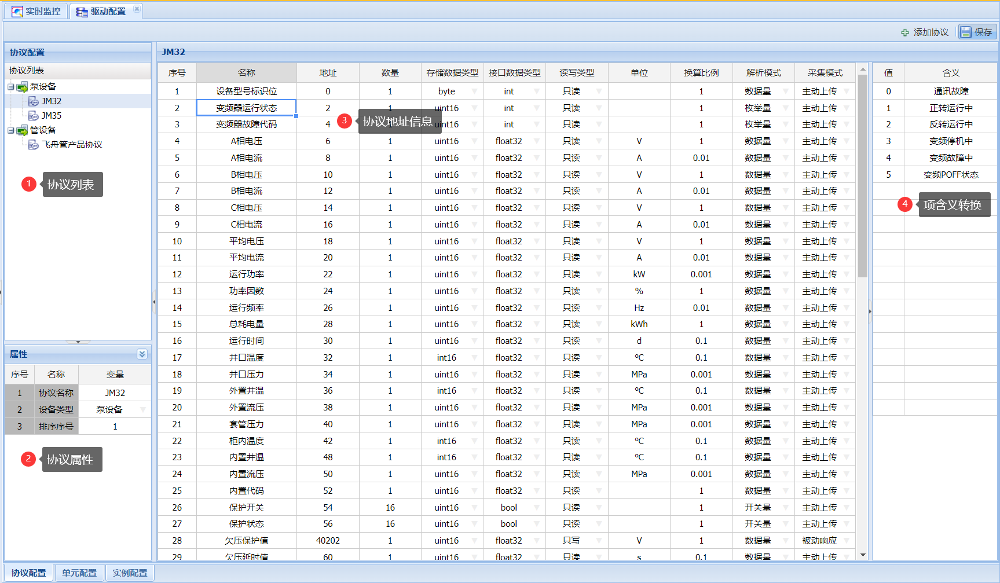 实时监控 驱动配置
添加协议 保存
协议配置
协议列表
泵设备
JM32
JM35
管设备
飞舟管产品协议
1 协议列表
属性
序号 名称 变量
1 协议名称 JM32
2 设备类型 泵设备
3 排序序号 1
2 协议属性
JM32
序号 名称 地址 数量 存储数据类型 接口数据类型 读写类型 单位 换算比例 解析模式 采集模式
1 设备型号标识位 0 1 byte int 只读 1 数据量 主动上传
2 变频器运行状态 2 1 uint16 int 只读 1 枚举量 主动上传
3 变频器故障代码 4 uint16 int 只读 1 枚举量 主动上传
3 协议地址信息
4 A相电压 6 1 uint16 float32 只读 V 1 数据量 主动上传
5 A相电流 8 1 uint16 float32 只读 A 0.01 数据量 主动上传
6 B相电压 10 1 uint16 float32 只读 V 1 数据量 主动上传
7 B相电流 12 1 uint16 float32 只读 A 0.01 数据量 主动上传
8 C相电压 14 1 uint16 float32 只读 V 1 数据量 主动上传
9 C相电流 16 1 uint16 float32 只读 A 0.01 数据量 主动上传
10 平均电压 18 1 uint16 float32 只读 V 1 数据量 主动上传
11 平均电流 20 1 uint16 float32 只读 A 0.01 数据量 主动上传
12 运行功率 22 1 uint16 float32 只读 kW 0.001 数据量 主动上传
13 功率因数 24 1 uint16 float32 只读 % 1 数据量 主动上传
14 运行频率 26 1 uint16 float32 只读 Hz 0.01 数据量 主动上传
15 总耗电量 28 1 uint16 float32 只读 kWh 1 数据量 主动上传
16 运行时间 30 1 uint16 float32 只读 d 0.1 数据量 主动上传
17 井口温度 32 1 int16 float32 只读 ℃ 0.1 数据量 主动上传
18 井口压力 34 1 uint16 float32 只读 MPa 0.001 数据量 主动上传
19 外置井温 36 1 int16 float32 只读 ℃ 0.1 数据量 主动上传
20 外置流压 38 1 uint16 float32 只读 MPa 0.001 数据量 主动上传
21 套管压力 40 1 uint16 float32 只读 MPa 0.001 数据量 主动上传
22 柜内温度 42 1 int16 float32 只读 ℃ 0.1 数据量 主动上传
23 内置井温 48 1 int16 float32 只读 ℃ 0.1 数据量 主动上传
24 内置流压 50 1 uint16 float32 只读 MPa 0.001 数据量 主动上传
25 内置代码 52 1 uint16 float32 只读 1 数据量 主动上传
26 保护开关 54 16 uint16 bool 只读 1 开关量 主动上传
27 保护状态 56 16 uint16 bool 只读 1 开关量 主动上传
28 欠压保护值 40202 1 uint16 float32 只写 V 1 数据量 被动响应
29 欠压延时值 60 1 uint16 float32 只读 s 0.1 数据量 主动上传
值 含义
0 通讯故障
1 正转运行中
2 反转运行中
3 变频停机中
4 变频故障中
5 变频POFF状态
4 项含义转换
协议配置 单元配置 实例配置